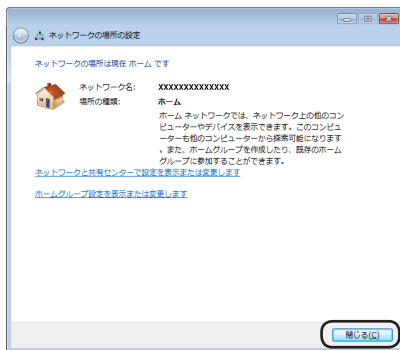 ネットワークの場所の設定
ネットワークの場所は現在 ホーム です
ネットワーク名: XXXXXXXXXXXXXX
場所の種類: ホーム
ホーム ネットワークでは、ネットワーク上の他のコン
ピューターやデバイスを表示できます。このコンピュ
ーターも他のコンピューターから探索可能になります
。また、ホームグループを作成したり、既存のホーム
グループに参加することができます。
ネットワークと共有センターで設定を表示または変更します
ホームグループ設定を表示または変更します
閉じる(C)